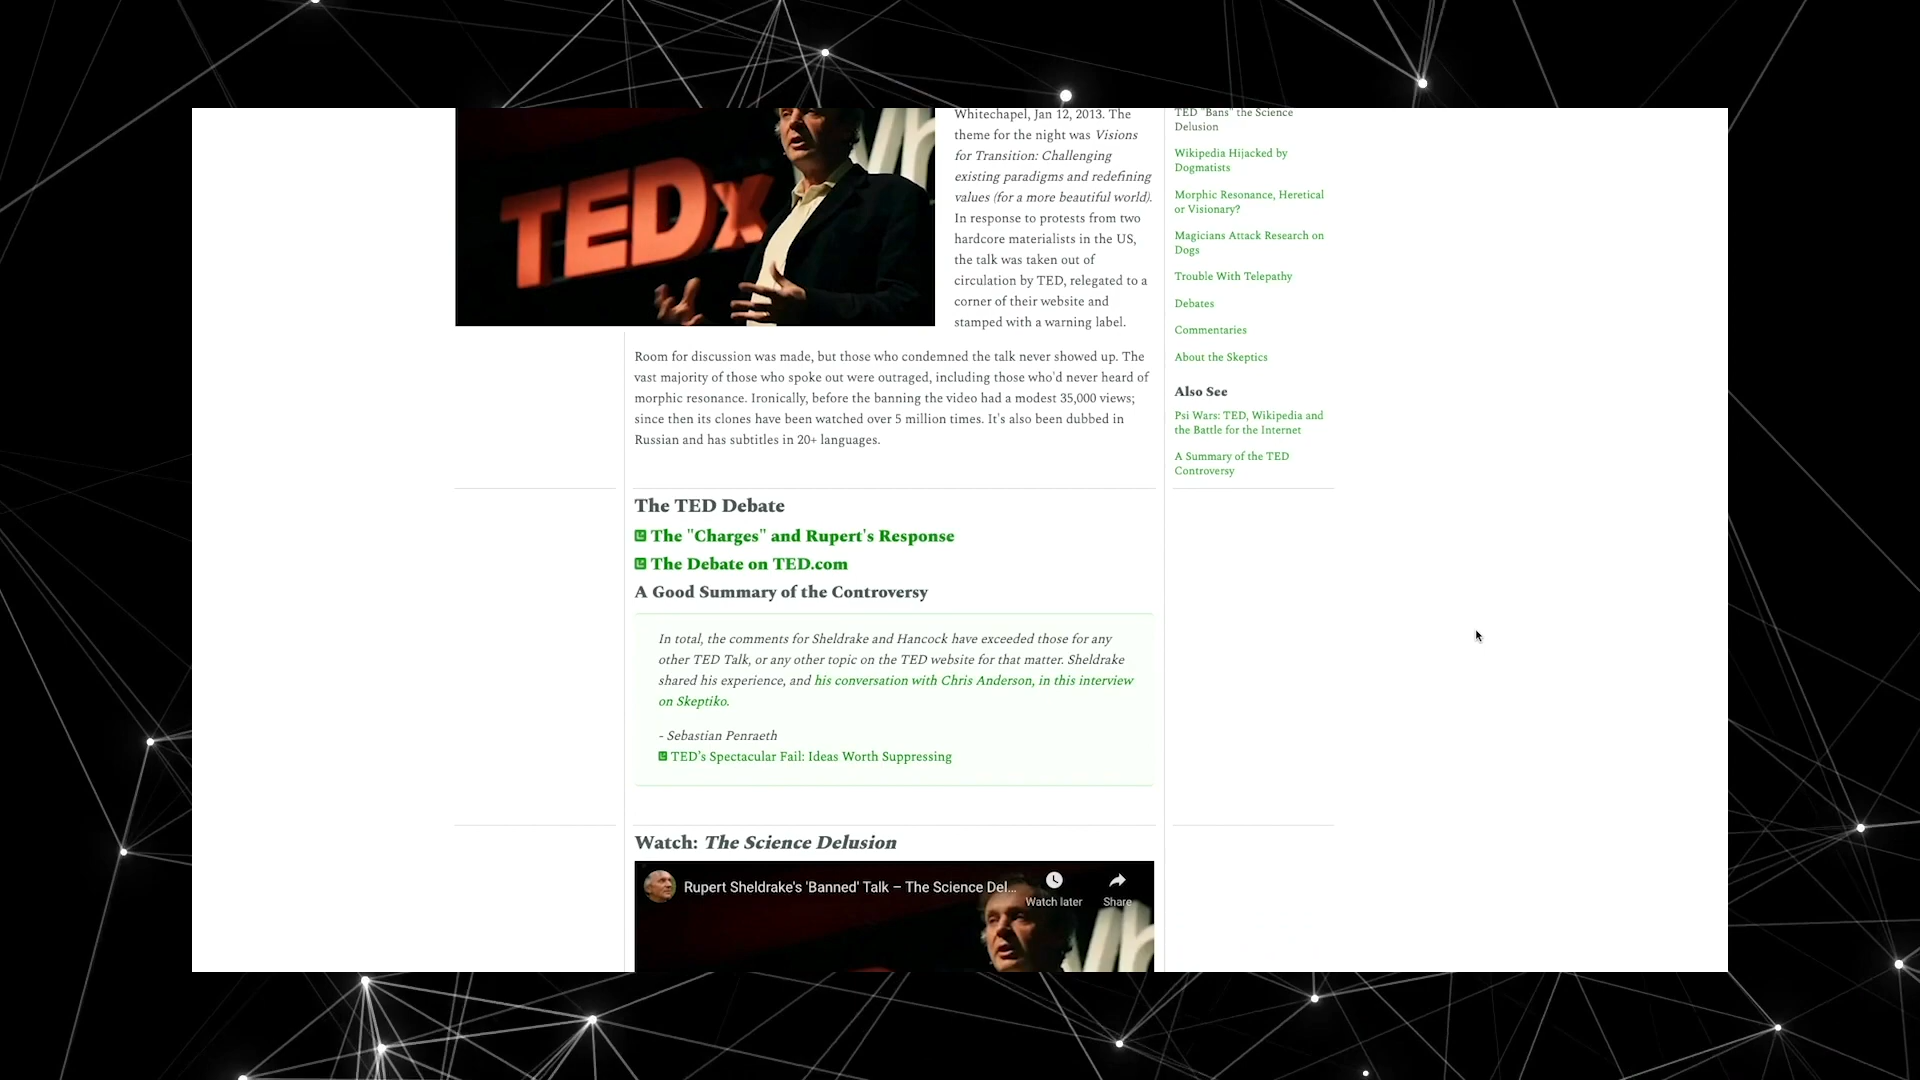 TEDx
Whitechapel, Jan 12, 2013. The
theme for the night was Visions
for Transition: Challenging
existing paradigms and redefining
values (for a more beautiful world).
In response to protests from two
hardcore materialists in the US,
the talk was taken out of
circulation by TED, relegated to a
corner of their website and
stamped with a warning label.
Room for discussion was made, but those who condemned the talk never showed up. The
vast majority of those who spoke out were outraged, including those who'd never heard of
morphic resonance. Ironically, before the banning the video had a modest 35,000 views;
since then its clones have been watched over 5 million times. It's also been dubbed in
Russian and has subtitles in 20+ languages.
The TED Debate
The "Charges" and Rupert's Response
The Debate on TED.com
A Good Summary of the Controversy
In total, the comments for Sheldrake and Hancock have exceeded those for any
other TED Talk, or any other topic on the TED website for that matter. Sheldrake
shared his experience, and his conversation with Chris Anderson, in this interview
on Skeptiko.
- Sebastian Penraeth
TED's Spectacular Fail: Ideas Worth Suppressing
Watch: The Science Delusion
Rupert Sheldrake's 'Banned' Talk – The Science Del...
Watch later
Share
TED "Bans" the Science
Delusion
Wikipedia Hijacked by
Dogmatists
Morphic Resonance, Heretical
or Visionary?
Magicians Attack Research on
Dogs
Trouble With Telepathy
Debates
Commentaries
About the Skeptics
Also See
Psi Wars: TED, Wikipedia and
the Battle for the Internet
A Summary of the TED
Controversy